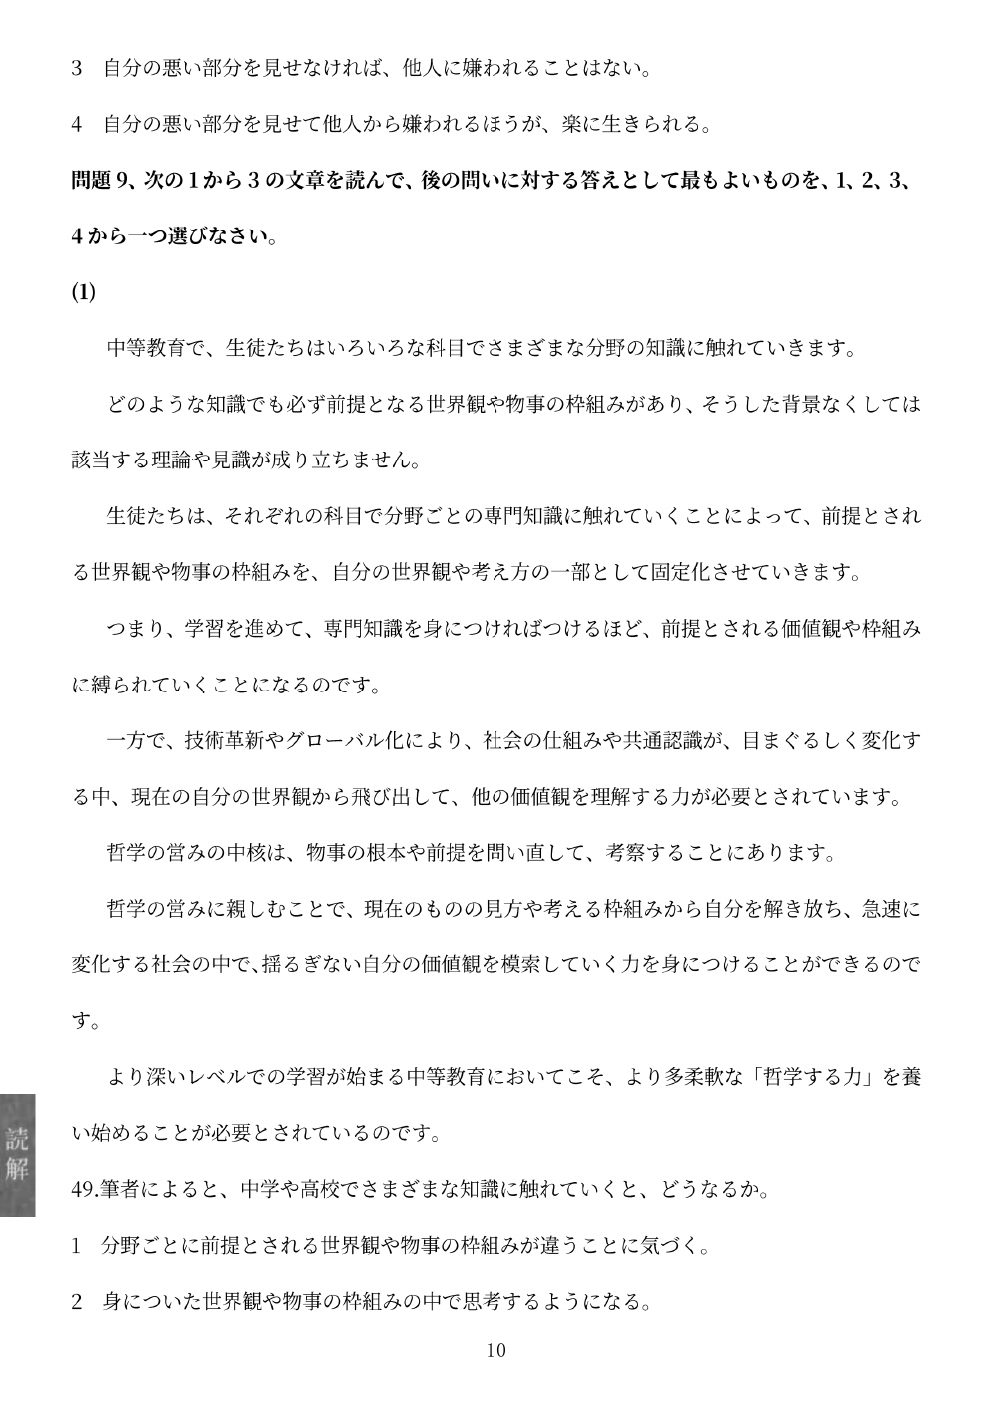 3　自分の悪い部分を見せなければ、他人に嫌われることはない。
4　自分の悪い部分を見せて他人から嫌われるほうが、楽に生きられる。
問題 9、次の 1 から 3 の文章を読んで、後の問いに対する答えとして最もよいものを、1、2、3、
4 から一つ選びなさい。
(1)
中等教育で、生徒たちはいろいろな科目でさまざまな分野の知識に触れていきます。
どのような知識でも必ず前提となる世界観や物事の枠組みがあり、そうした背景なくしては
該当する理論や見識が成り立ちません。
生徒たちは、それぞれの科目で分野ごとの専門知識に触れていくことによって、前提とされ
る世界観や物事の枠組みを、自分の世界観や考え方の一部として固定化させていきます。
つまり、学習を進めて、専門知識を身につければつけるほど、前提とされる価値観や枠組み
に縛られていくことになるのです。
一方で、技術革新やグローバル化により、社会の仕組みや共通認識が、目まぐるしく変化す
る中、現在の自分の世界観から飛び出して、他の価値観を理解する力が必要とされています。
哲学の営みの中核は、物事の根本や前提を問い直して、考察することにあります。
哲学の営みに親しむことで、現在のものの見方や考える枠組みから自分を解き放ち、急速に
変化する社会の中で、揺るぎない自分の価値観を模索していく力を身につけることができるので
す。
より深いレベルでの学習が始まる中等教育においてこそ、より多柔軟な「哲学する力」を養
い始めることが必要とされているのです。
読解
49.筆者によると、中学や高校でさまざまな知識に触れていくと、どうなるか。
1　分野ごとに前提とされる世界観や物事の枠組みが違うことに気づく。
2　身についた世界観や物事の枠組みの中で思考するようになる。
10